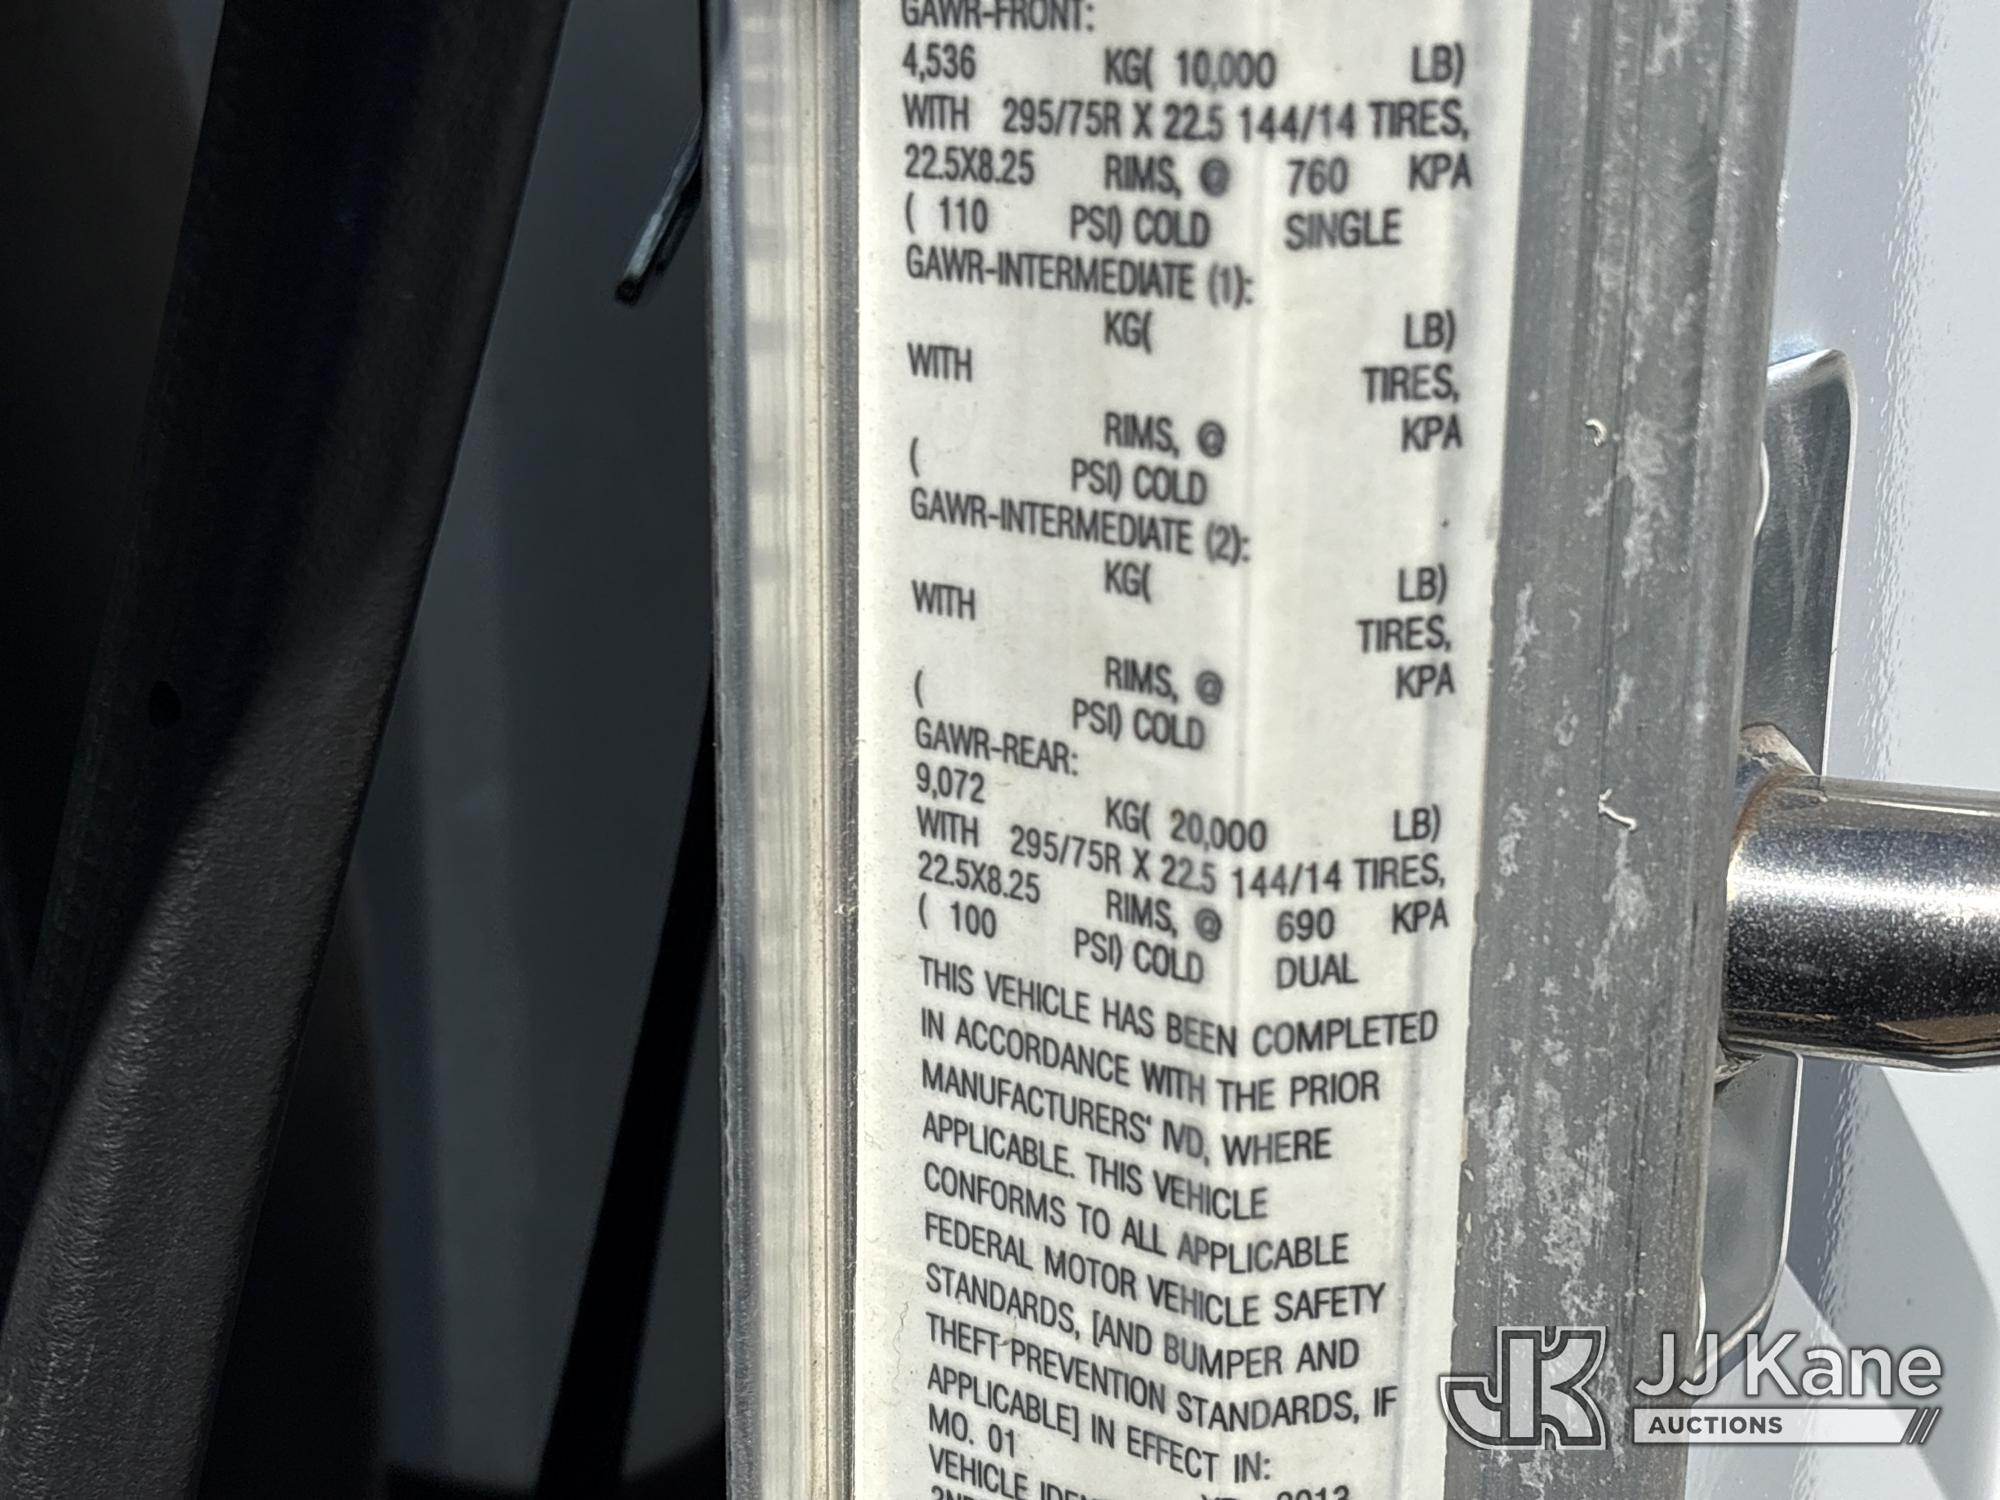 GAWR-FRONT:
4,536 KG( 10,000 LB)
WITH 295/75R X 22.5 144/14 TIRES,
22.5X8.25 RIMS, @ 760 KPA
( 110 PSI) COLD SINGLE
GAWR-INTERMEDIATE (1):
KG( LB)
WITH TIRES,
RIMS, @ KPA
( PSI) COLD
GAWR-INTERMEDIATE (2):
KG( LB)
WITH TIRES,
RIMS, @ KPA
( PSI) COLD
GAWR-REAR:
9,072 KG( 20,000 LB)
WITH 295/75R X 22.5 144/14 TIRES,
22.5X8.25 RIMS, @ 690 KPA
( 100 PSI) COLD DUAL
THIS VEHICLE HAS BEEN COMPLETED
IN ACCORDANCE WITH THE PRIOR
MANUFACTURERS' IVD, WHERE
APPLICABLE. THIS VEHICLE
CONFORMS TO ALL APPLICABLE
FEDERAL MOTOR VEHICLE SAFETY
STANDARDS, [AND BUMPER AND
THEFT PREVENTION STANDARDS, IF
APPLICABLE] IN EFFECT IN:
MO. 01 2013
VEHICLE
JK JJ Kane
AUCTIONS